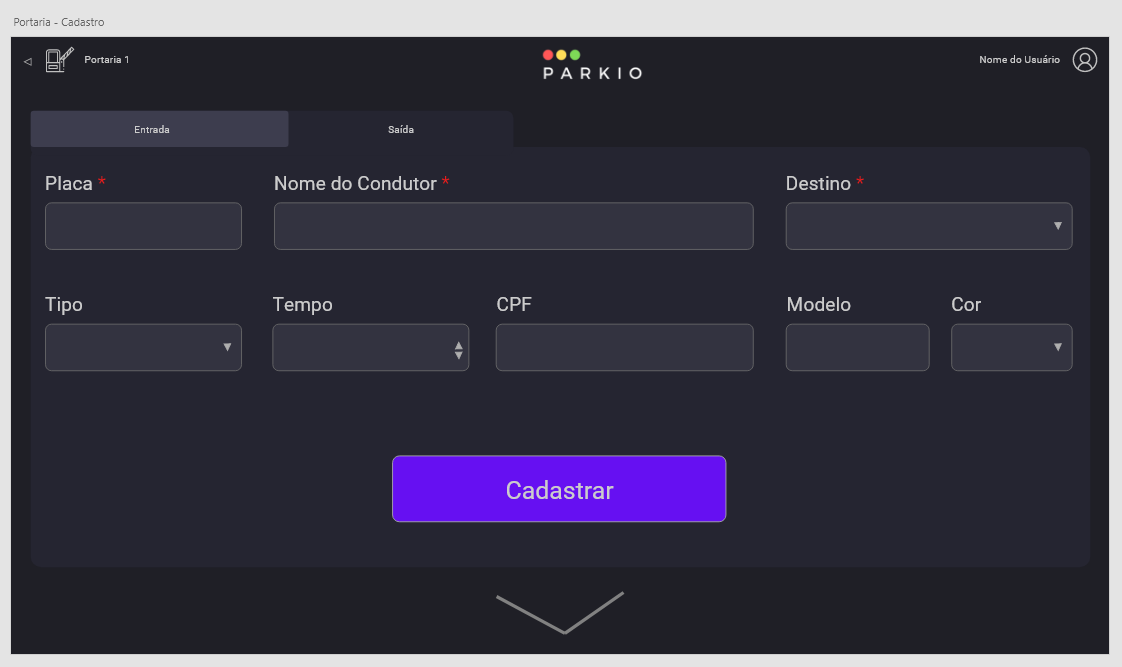 Portaria - Cadastro
Portaria 1
PARKIO
Nome do Usuário
Entrada
Saída
Placa *
Nome do Condutor *
Destino *
Tipo
Tempo
CPF
Modelo
Cor
Cadastrar